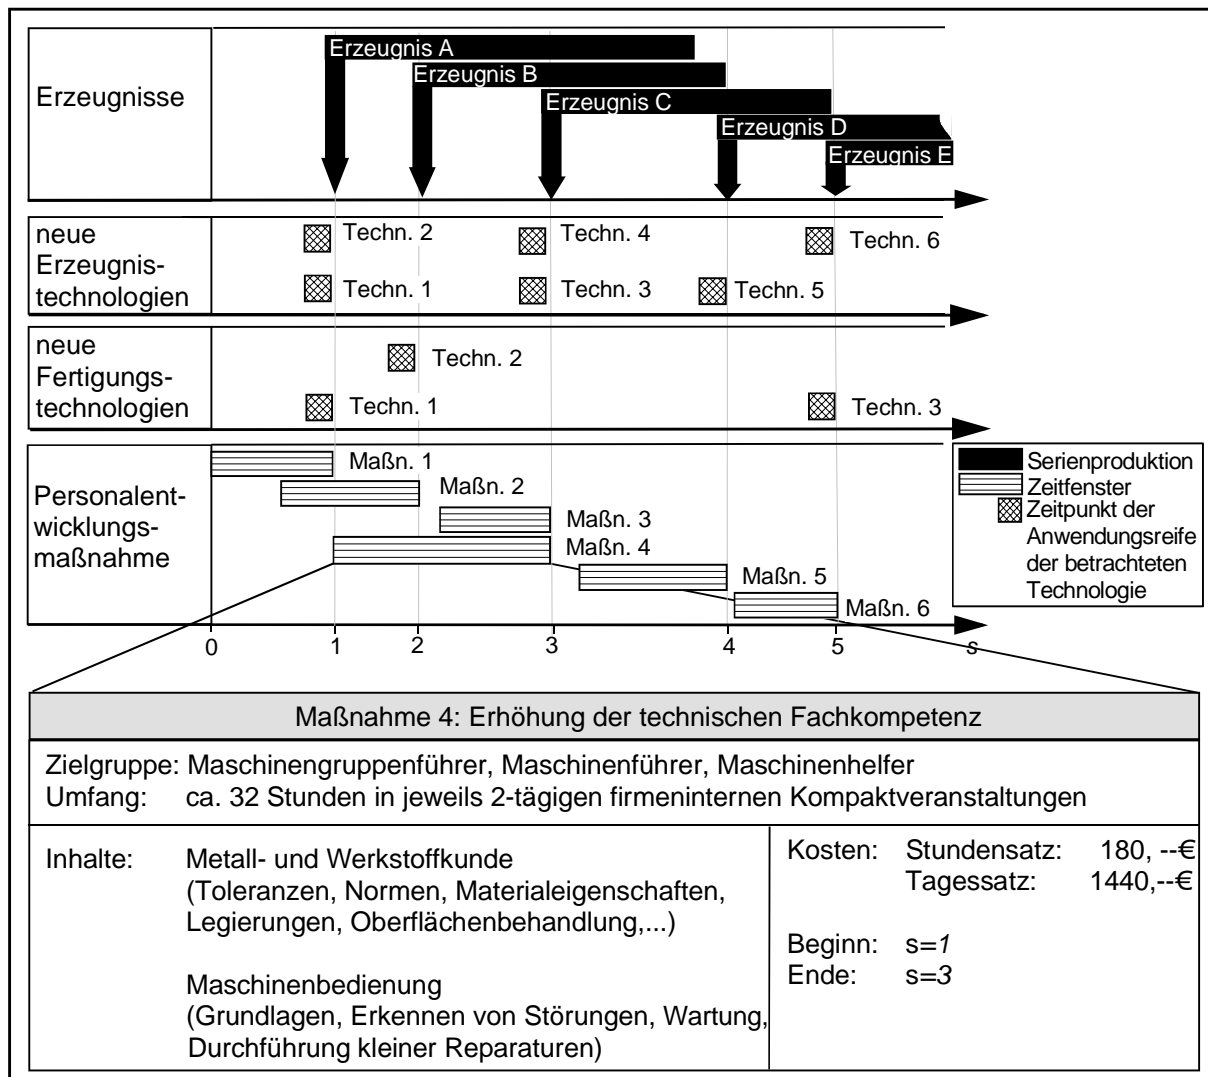 Erzeugnisse
Erzeugnis A
Erzeugnis B
Erzeugnis C
Erzeugnis D
Erzeugnis E
neue
Erzeugnis-
technologien
Techn. 2
Techn. 4
Techn. 6
Techn. 1
Techn. 3
Techn. 5
neue
Fertigungs-
technologien
Techn. 2
Techn. 1
Techn. 3
Personalent-
wicklungs-
maßnahme
Maßn. 1
Maßn. 2
Maßn. 3
Maßn. 4
Maßn. 5
Maßn. 6
0 1 2 3 4 5 s
Serienproduktion
Zeitfenster
Zeitpunkt der
Anwendungsreife
der betrachteten
Technologie
Maßnahme 4: Erhöhung der technischen Fachkompetenz
Zielgruppe: Maschinengruppenführer, Maschinenführer, Maschinenhelfer
Umfang: ca. 32 Stunden in jeweils 2-tägigen firmeninternen Kompaktveranstaltungen
Inhalte: Metall- und Werkstoffkunde
(Toleranzen, Normen, Materialeigenschaften,
Legierungen, Oberflächenbehandlung,...)
Maschinenbedienung
(Grundlagen, Erkennen von Störungen, Wartung,
Durchführung kleiner Reparaturen)
Kosten: Stundensatz: 180, --€
Tagessatz: 1440,--€
Beginn: s=1
Ende: s=3